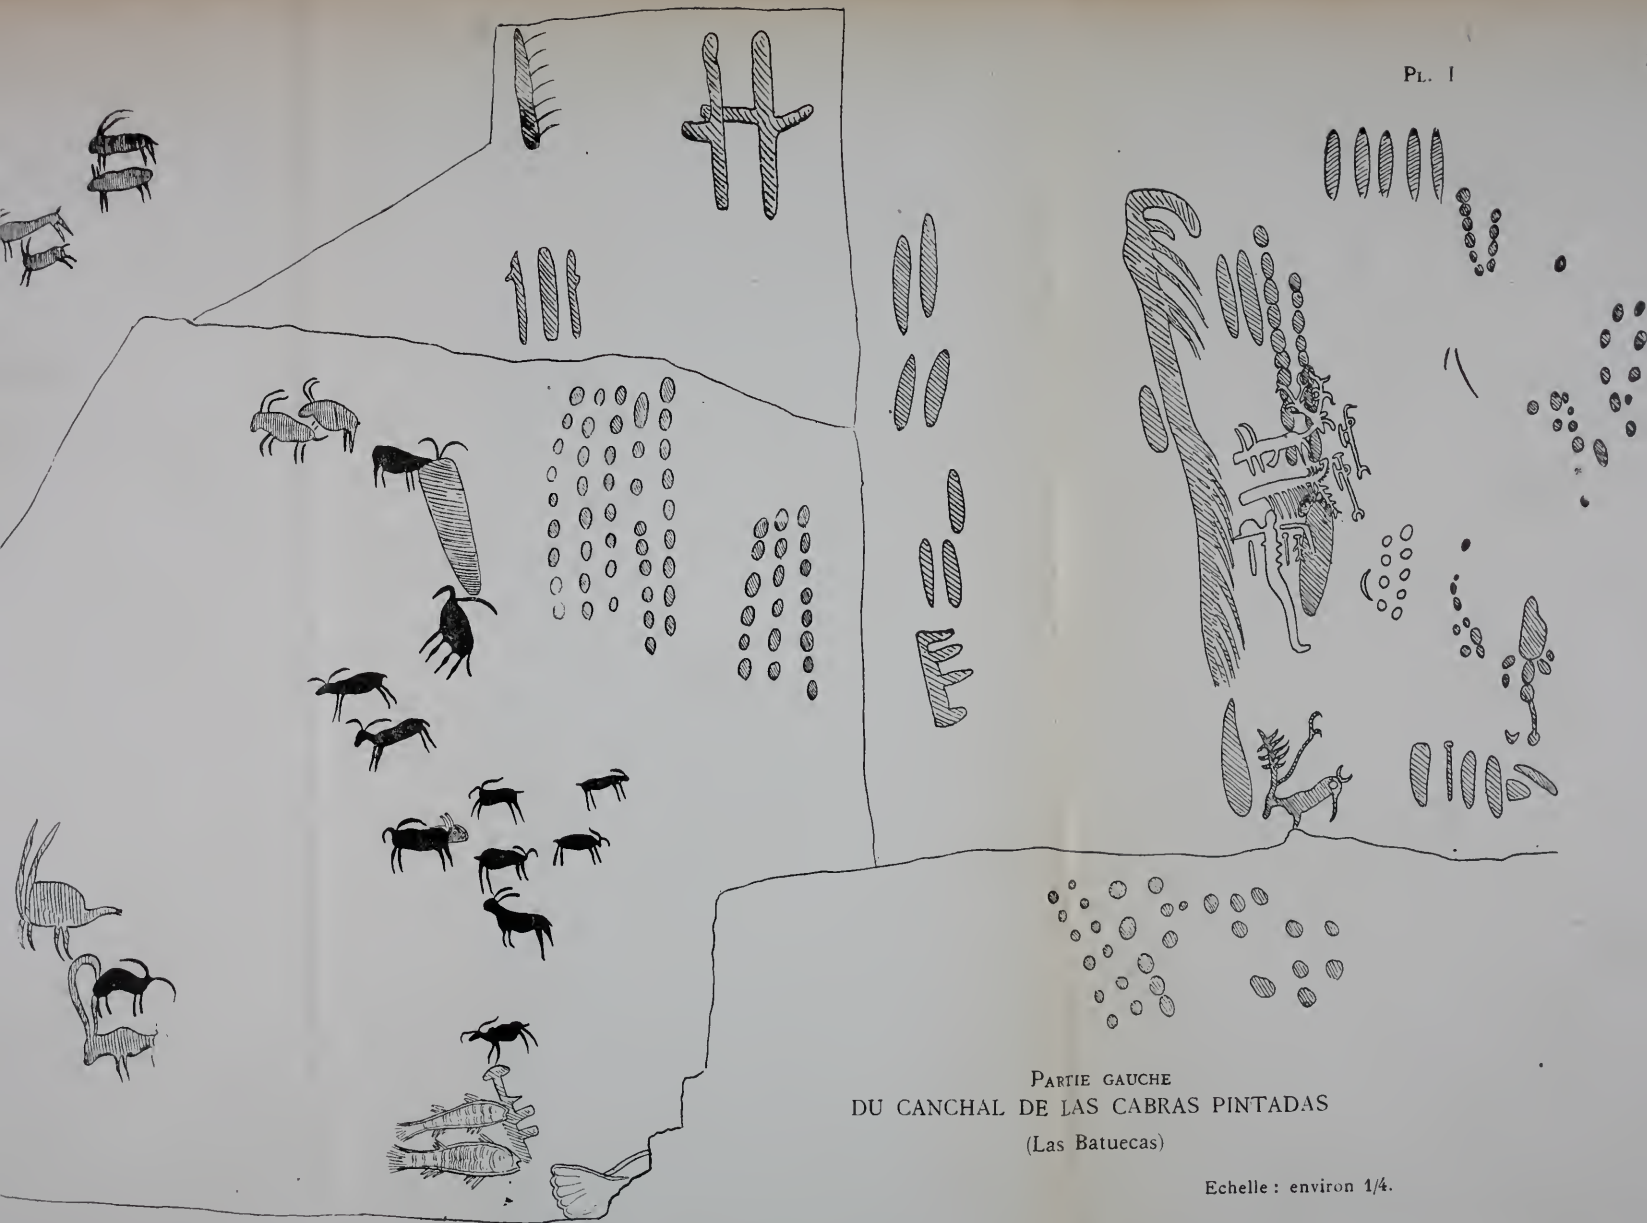 PL. I
PARTIE GAUCHE
DU CANCHAL DE LAS CABRAS PINTADAS
(Las Batuecas)
Echelle : environ 1/4.